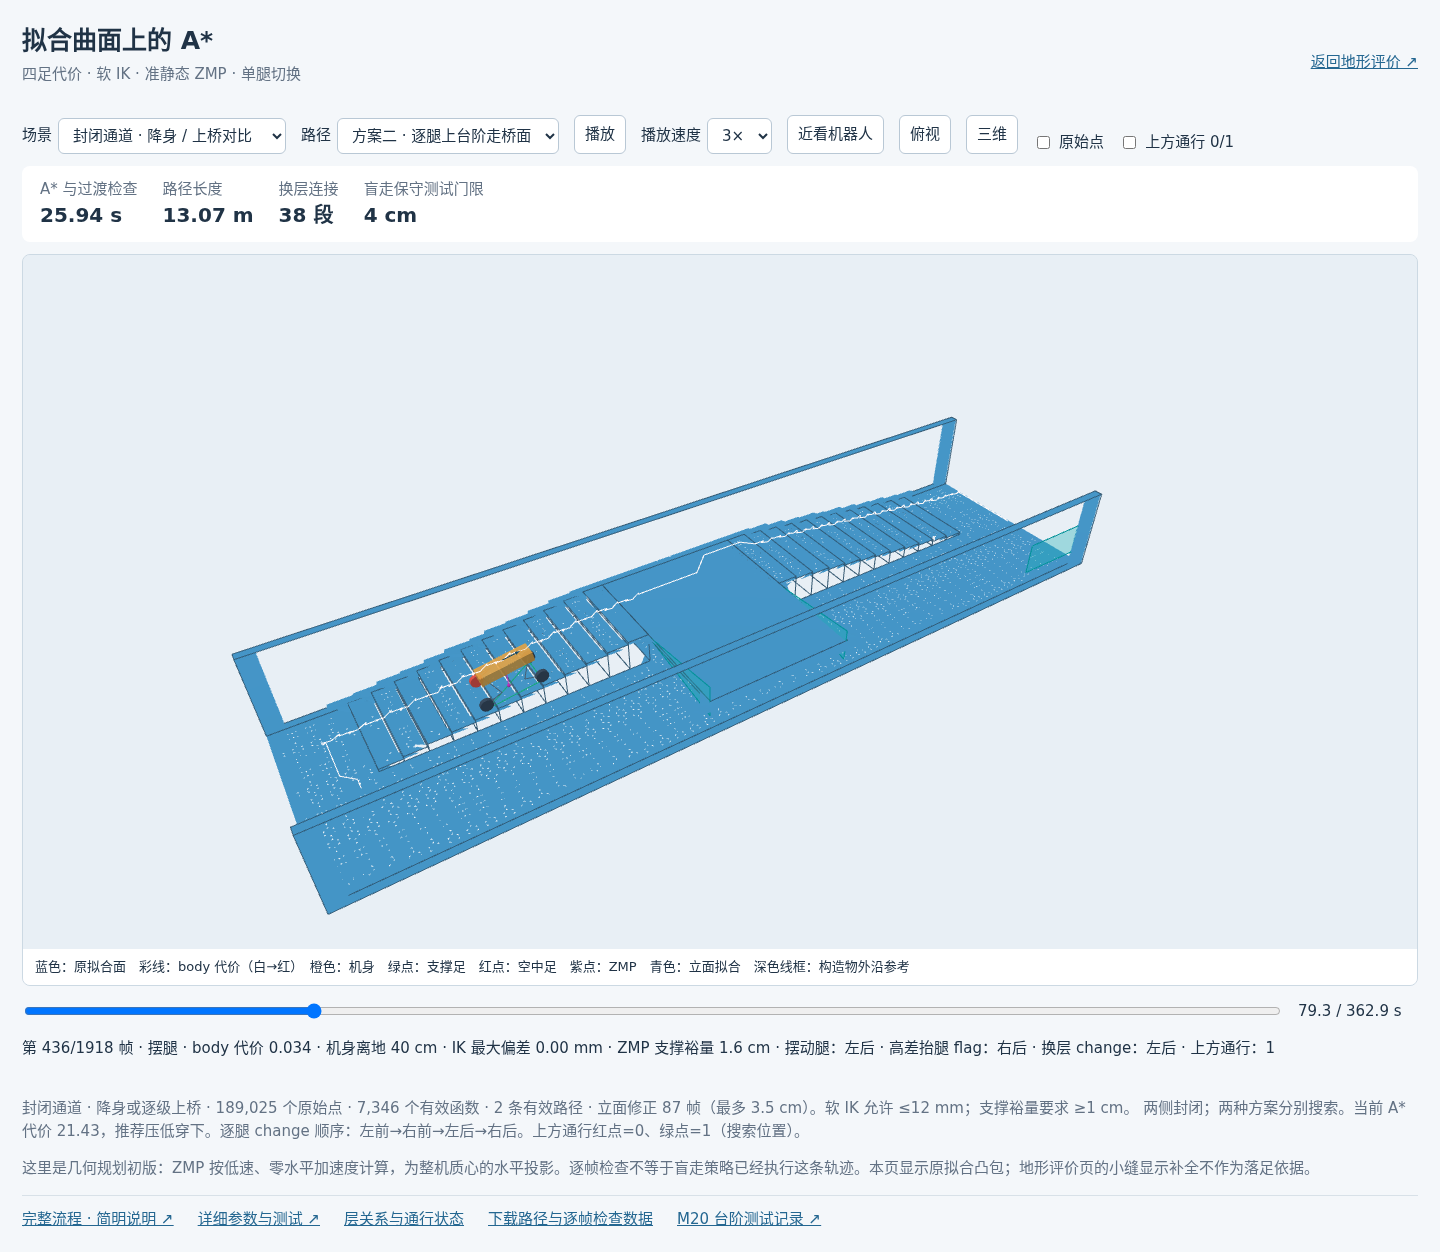 拟合曲面上的 A*
四足代价 · 软 IK · 准静态 ZMP · 单腿切换
返回地形评价 ↗
场景 封闭通道 · 降身 / 上桥对比 路径 方案二 · 逐腿上台阶走桥面 播放 播放速度 3× 近看机器人 俯视 三维 原始点 上方通行 0/1
A* 与过渡检查 路径长度 换层连接 盲走保守测试门限
25.94 s 13.07 m 38 段 4 cm
蓝色：原拟合面 彩线：body 代价（白→红） 橙色：机身 绿点：支撑足 红点：空中足 紫点：ZMP 青色：立面拟合 深色线框：构造物外沿参考
79.3 / 362.9 s
第 436/1918 帧 · 摆腿 · body 代价 0.034 · 机身离地 40 cm · IK 最大偏差 0.00 mm · ZMP 支撑裕量 1.6 cm · 摆动腿：左后 · 高差抬腿 flag：右后 · 换层 change：左后 · 上方通行：1
封闭通道 · 降身或逐级上桥 · 189,025 个原始点 · 7,346 个有效函数 · 2 条有效路径 · 立面修正 87 帧（最多 3.5 cm）。软 IK 允许 ≤12 mm；支撑裕量要求 ≥1 cm。 两侧封闭；两种方案分别搜索。当前 A*
代价 21.43，推荐压低穿下。逐腿 change 顺序：左前→右前→左后→右后。上方通行红点=0、绿点=1（搜索位置）。
这里是几何规划初版：ZMP 按低速、零水平加速度计算，为整机质心的水平投影。逐帧检查不等于盲走策略已经执行这条轨迹。本页显示原拟合凸包；地形评价页的小缝显示补全不作为落足依据。
完整流程 · 简明说明 ↗ 详细参数与测试 ↗ 层关系与通行状态 下载路径与逐帧检查数据 M20 台阶测试记录 ↗